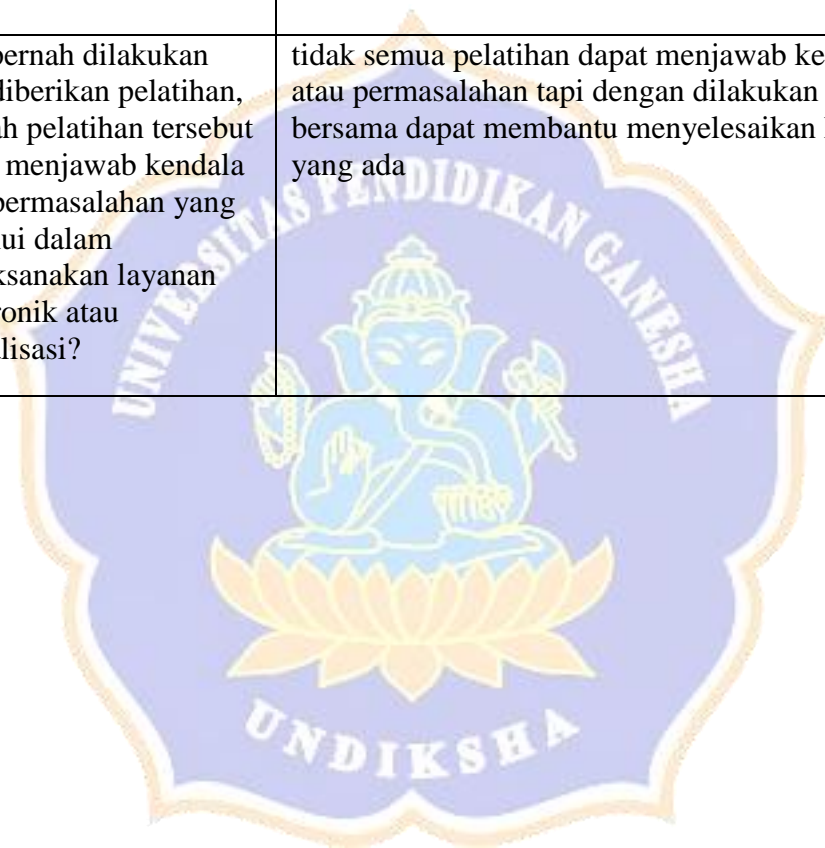 pernah dilakukan
diberikan pelatihan,
ah pelatihan tersebut
menjawab kendala
permasalahan yang
ui dalam
ksanakan layanan
ronik atau
lisasi?
tidak semua pelatihan dapat menjawab ke
atau permasalahan tapi dengan dilakukan
bersama dapat membantu menyelesaikan
yang ada
UNIVERSITAS PENDIDIKAN GANESHA
UNDIKSHA